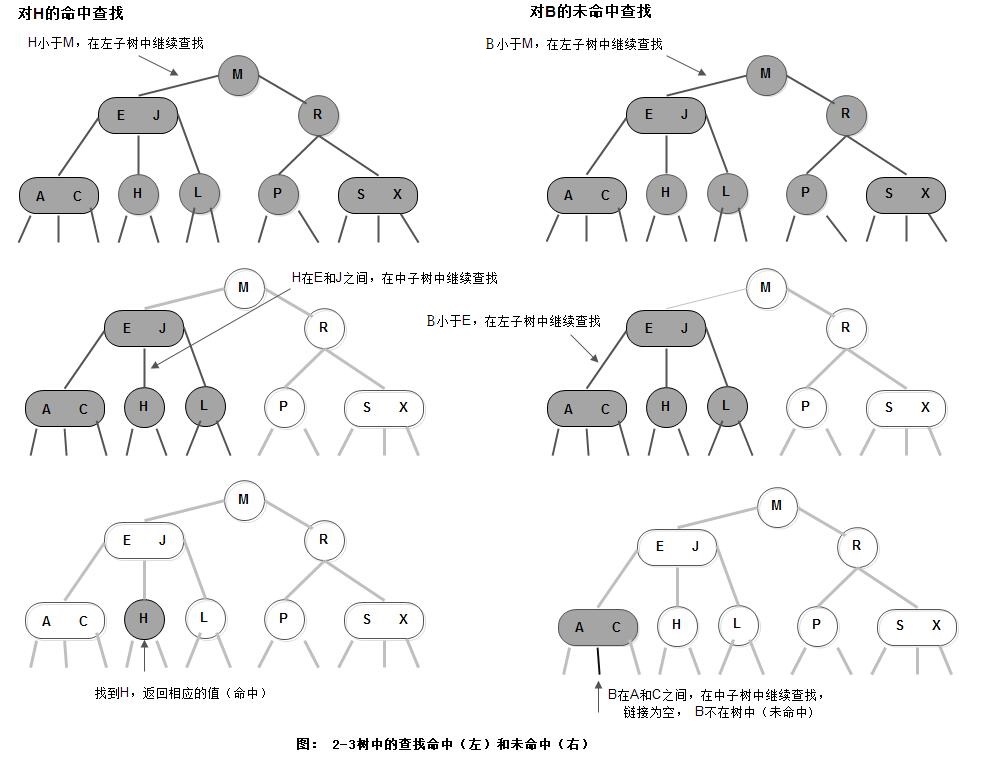 对H的命中查找
H小于M，在左子树中继续查找
M
E J
R
A C
H
L
P
S X
H在E和J之间，在中子树中继续查找
M
E J
R
A C
H
L
P
S X
M
E J
R
A C
H
L
P
S X
找到H，返回相应的值（命中）
对B的未命中查找
B小于M，在左子树中继续查找
M
E J
R
A C
H
L
P
S X
B小于E，在左子树中继续查找
M
E J
R
A C
H
L
P
S X
M
E J
R
A C
H
L
P
S X
B在A和C之间，在中子树中继续查找，
链接为空， B不在树中（未命中）
图： 2-3树中的查找命中（左）和未命中（右）